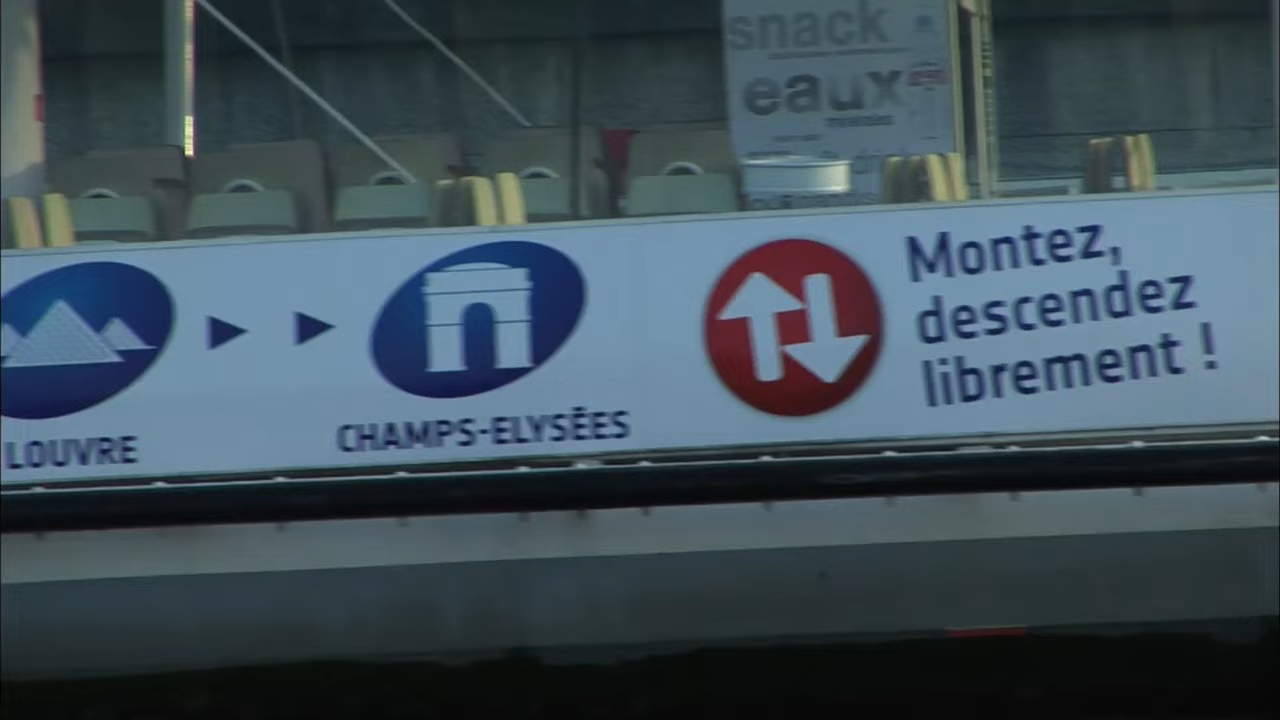 snack
eaux
LOUVRE
CHAMPS-ELYSÉES
Montez,
descendez
librement !